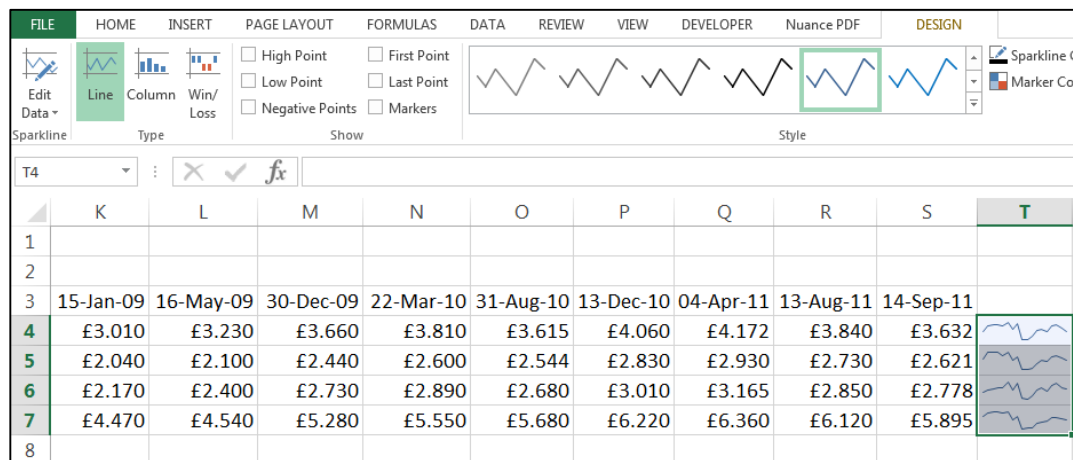 FILE HOME INSERT PAGE LAYOUT FORMULAS DATA REVIEW VIEW DEVELOPER Nuance PDF DESIGN
High Point First Point Sparkline
Edit Line Column Win/ Low Point Last Point Marker Co
Data Loss Negative Points Markers
Sparkline Type Show Style
T4 fx
K L M N O P Q R S T
1
2
3 15-Jan-09 16-May-09 30-Dec-09 22-Mar-10 31-Aug-10 13-Dec-10 04-Apr-11 13-Aug-11 14-Sep-11
4 £3.010 £3.230 £3.660 £3.810 £3.615 £4.060 £4.172 £3.840 £3.632
5 £2.040 £2.100 £2.440 £2.600 £2.544 £2.830 £2.930 £2.730 £2.621
6 £2.170 £2.400 £2.730 £2.890 £2.680 £3.010 £3.165 £2.850 £2.778
7 £4.470 £4.540 £5.280 £5.550 £5.680 £6.220 £6.360 £6.120 £5.895
8